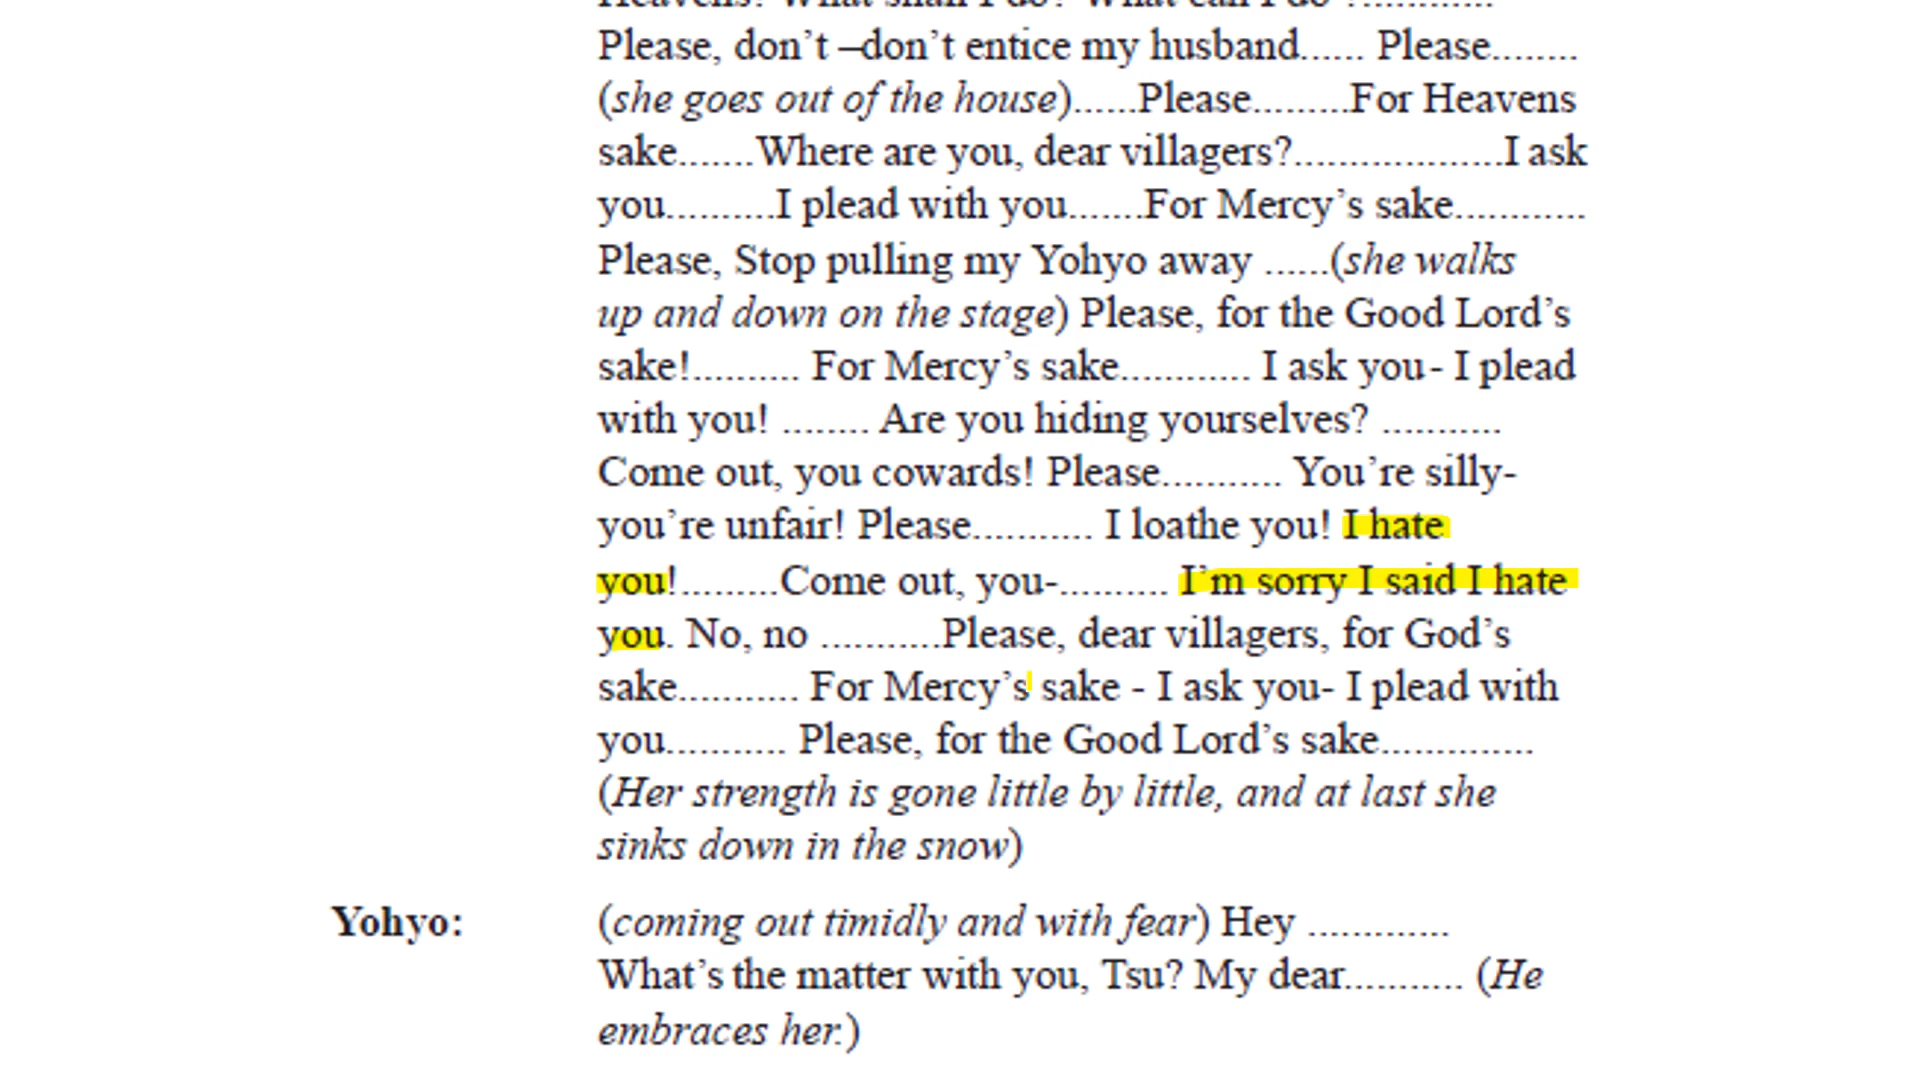 Heavens! What shall I do? What can I do ?............
Please, don’t –don’t entice my husband...... Please........
(she goes out of the house)......Please.........For Heavens
sake.......Where are you, dear villagers?...................I ask
you..........I plead with you.......For Mercy’s sake............
Please, Stop pulling my Yohyo away ......(she walks
up and down on the stage) Please, for the Good Lord’s
sake!.......... For Mercy’s sake............ I ask you- I plead
with you! ........ Are you hiding yourselves? ...........
Come out, you cowards! Please........... You’re silly-
you’re unfair! Please........... I loathe you! I hate
you!.........Come out, you-.......... I’m sorry I said I hate
you. No, no ...........Please, dear villagers, for God’s
sake........... For Mercy’s sake - I ask you- I plead with
you........... Please, for the Good Lord’s sake..............
(Her strength is gone little by little, and at last she
sinks down in the snow)
Yohyo: (coming out timidly and with fear) Hey .............
What’s the matter with you, Tsu? My dear........... (He
embraces her.)